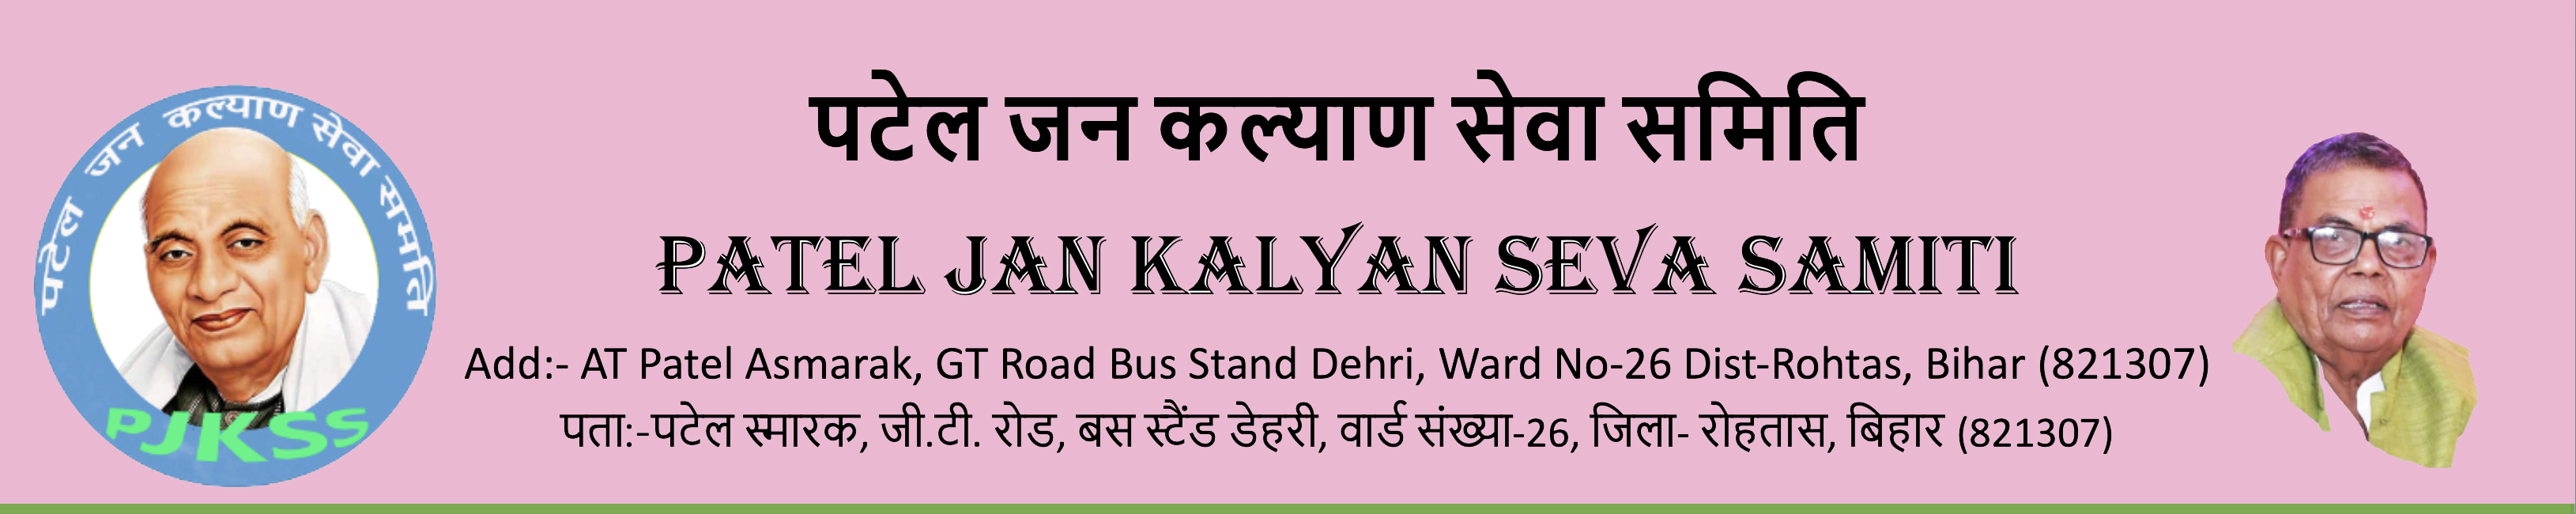 पटेल जन कल्याण सेवा समिति
PATEL JAN KALYAN SEVA SAMITI
Add:- AT Patel Asmarak, GT Road Bus Stand Dehri, Ward No-26 Dist-Rohtas, Bihar (821307)
पता:-पटेल स्मारक, जी.टी. रोड, बस स्टैंड डेहरी, वार्ड संख्या-26, जिला- रोहतास, बिहार (821307)
पटेल जन कल्याण सेवा समिति
PJKSS